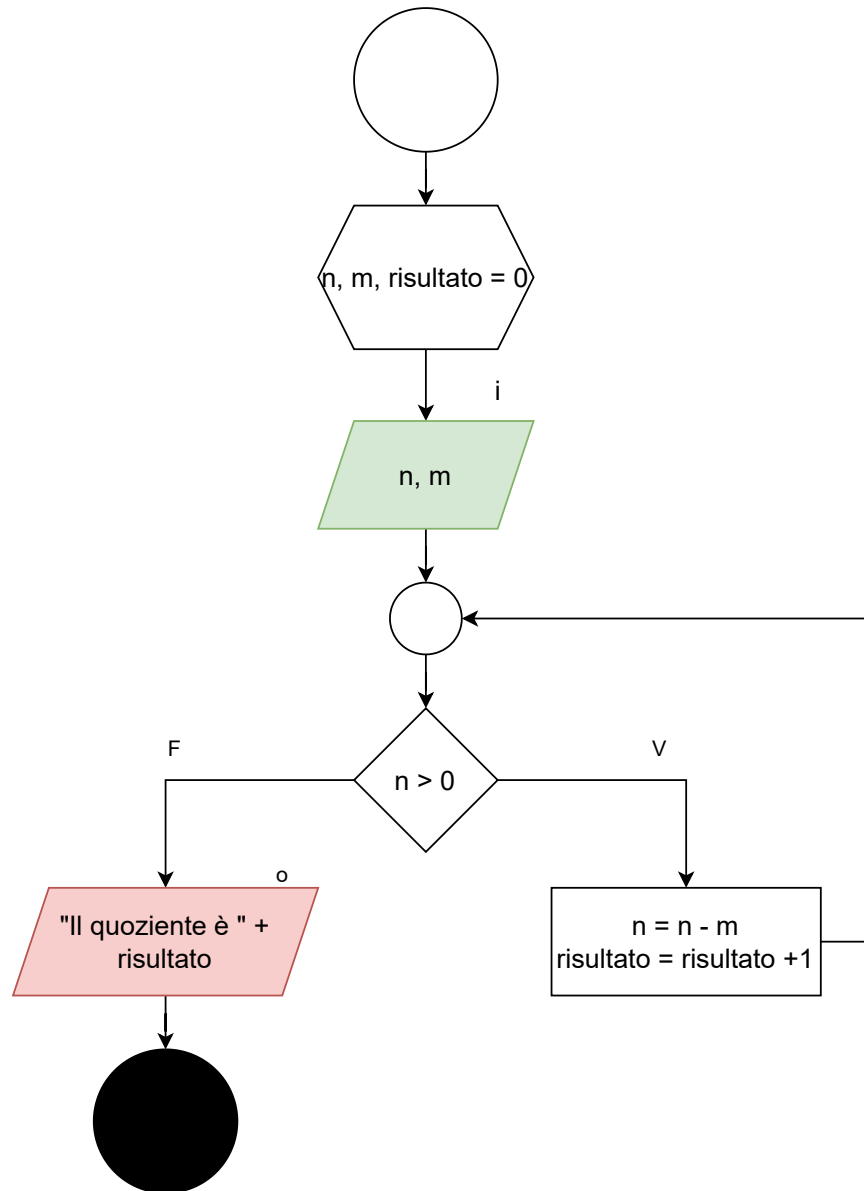 n, m, risultato = 0
i
n, m
F
n > 0
V
o
"Il quoziente è " +
risultato
n = n - m
risultato = risultato +1